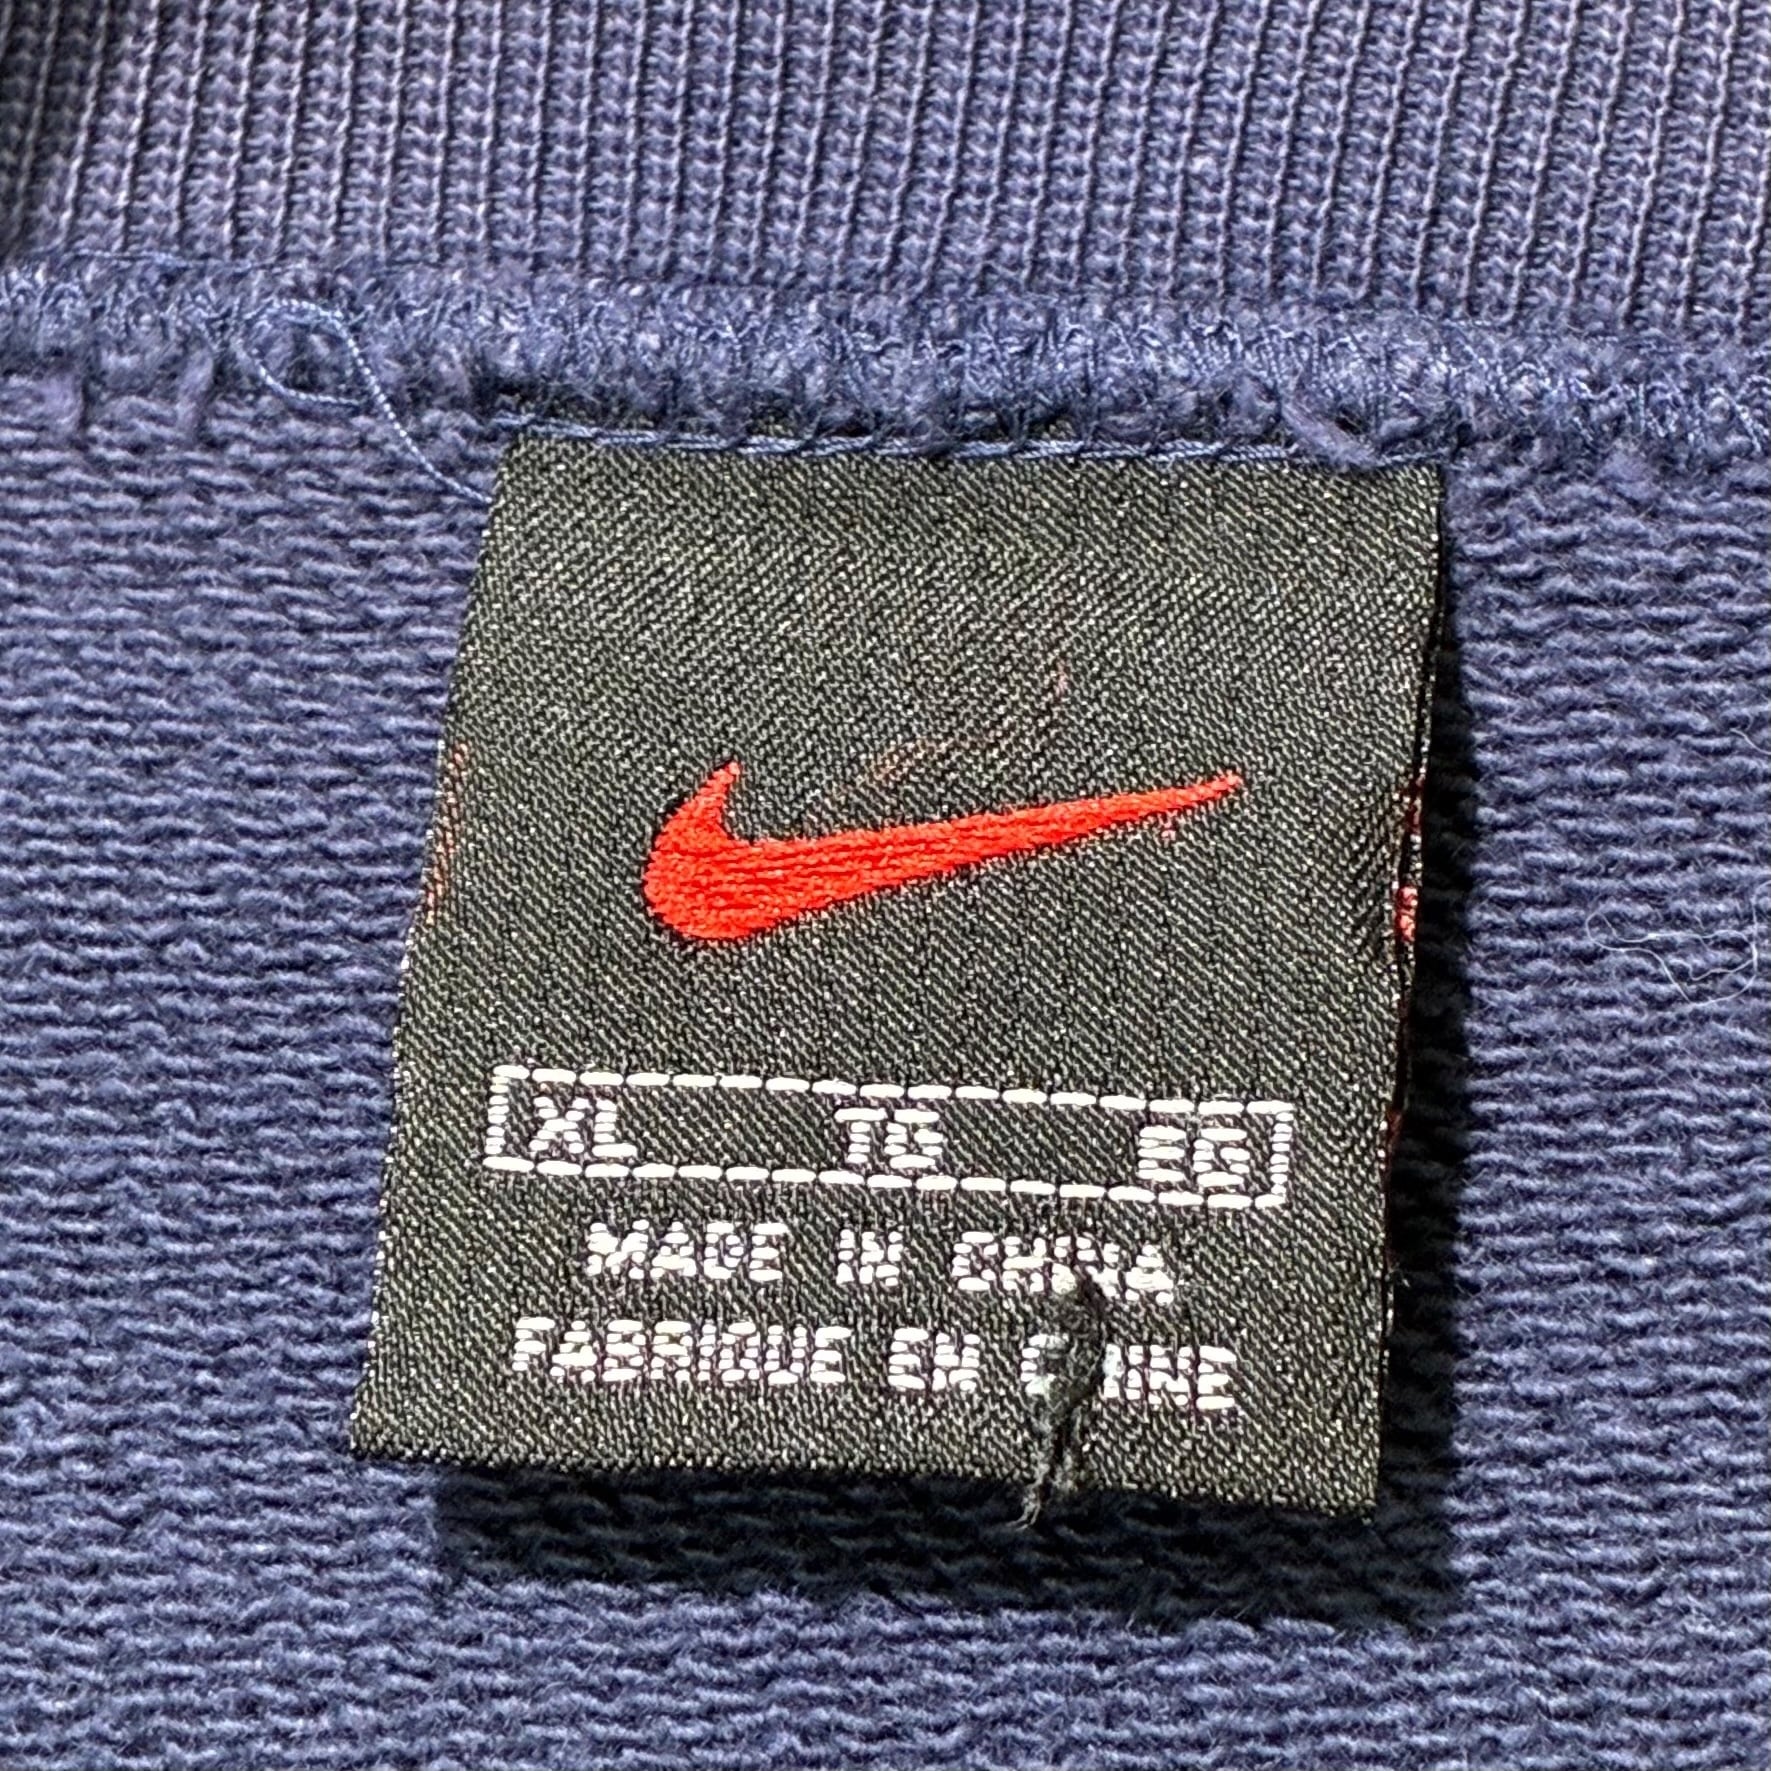 XL TG EG
MADE IN CHINA
FABRIQUE EN CHINE